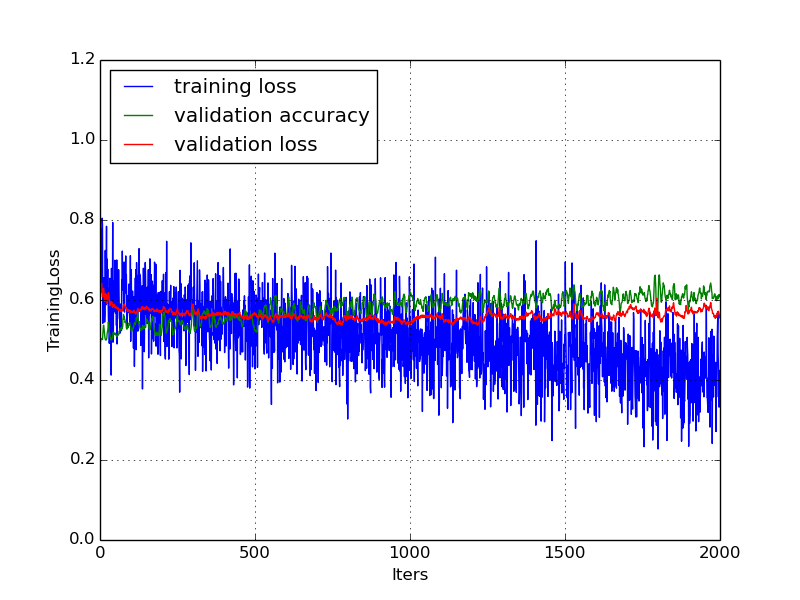 1.2
training loss
validation accuracy
validation loss
1.0
0.8
0.6
0.4
0.2
0.0
TrainingLoss
0 500 1000 1500 2000
Iters